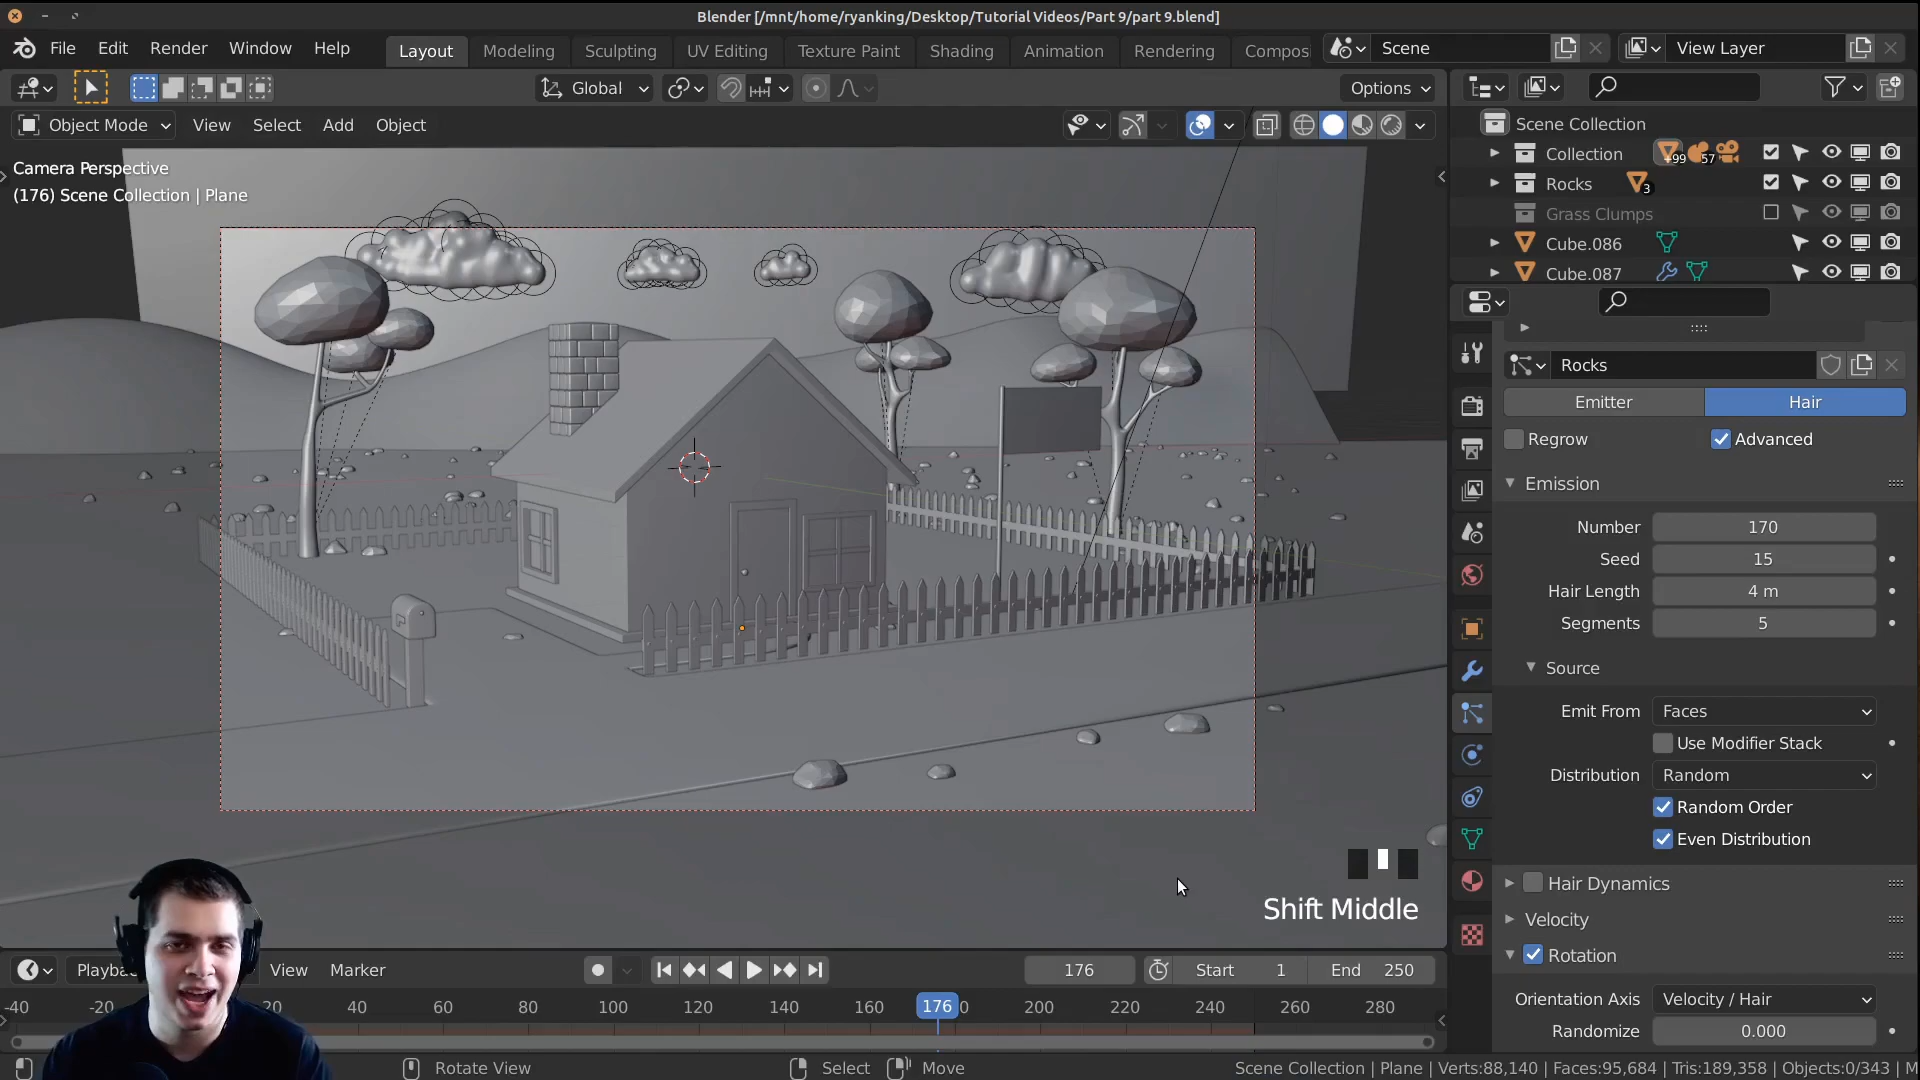 Blender [/mnt/home/ryanking/Desktop/Tutorial Videos/Part 9/part 9.blend]
File Edit Render Window Help Layout Modeling Sculpting UV Editing Texture Paint Shading Animation Rendering Compos Scene View Layer
Global Options
Object Mode View Select Add Object
Camera Perspective
(176) Scene Collection | Plane
Scene Collection
Collection +99 57
Rocks 3
Grass Clumps
Cube.086
Cube.087
Rocks
Emitter Hair
Regrow Advanced
Emission
Number 170
Seed 15
Hair Length 4 m
Segments 5
Source
Emit From Faces
Use Modifier Stack
Distribution Random
Random Order
Even Distribution
Hair Dynamics
Velocity
Rotation
Orientation Axis Velocity / Hair
Randomize 0.000
Shift Middle
Playba View Marker 176 Start 1 End 250
-40 -20 20 40 60 80 100 120 140 160 176 0 200 220 240 260 280
Rotate View Select Move Scene Collection | Plane | Verts:88,140 | Faces:95,684 | Tris:189,358 | Objects:0/343 | M